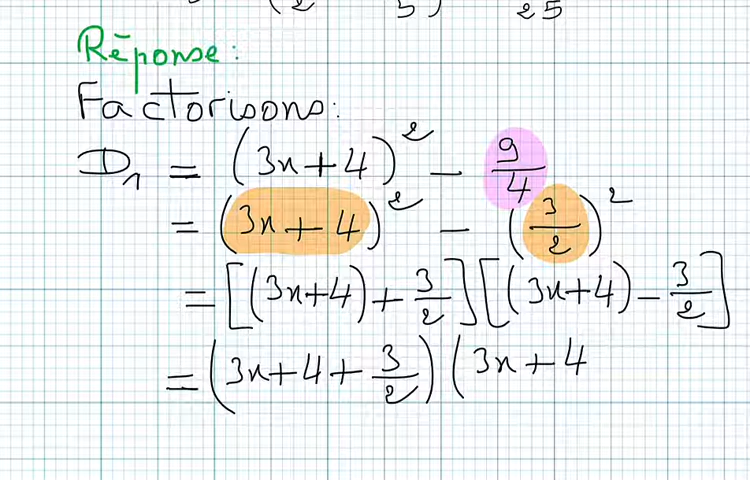 25
Réponse:
Factorisons:
D₁ = (3x+4)² - 9/4
= (3x+4)² - (3/2)²
= [(3x+4) + 3/2] [(3x+4) - 3/2]
= (3x+4+3/2) (3x+4